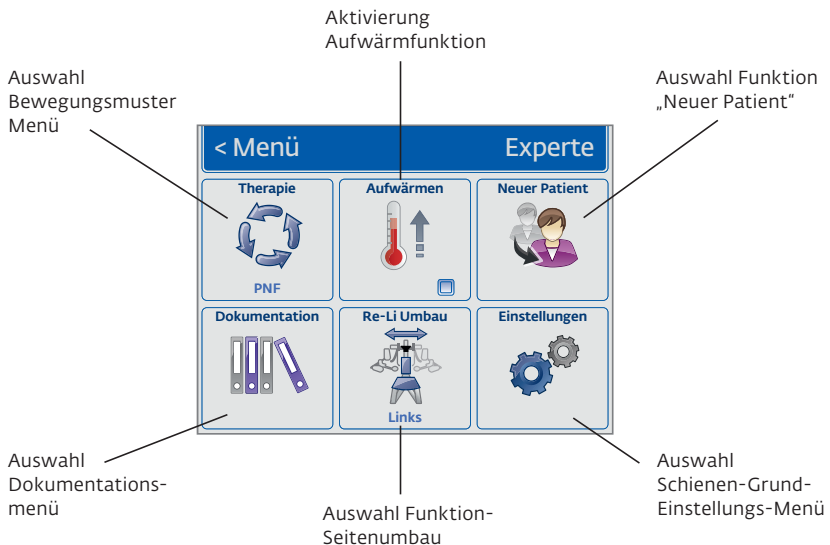 Aktivierung
Aufwärmfunktion
Auswahl
Bewegungsmuster
Menü
Auswahl Funktion
„Neuer Patient“
< Menü Experte
Therapie Aufwärmen Neuer Patient
PNF
Dokumentation Re-Li Umbau Einstellungen
Links
Auswahl
Dokumentations-
menü
Auswahl Funktion-
Seitenumbau
Auswahl
Schienen-Grund-
Einstellungs-Menü